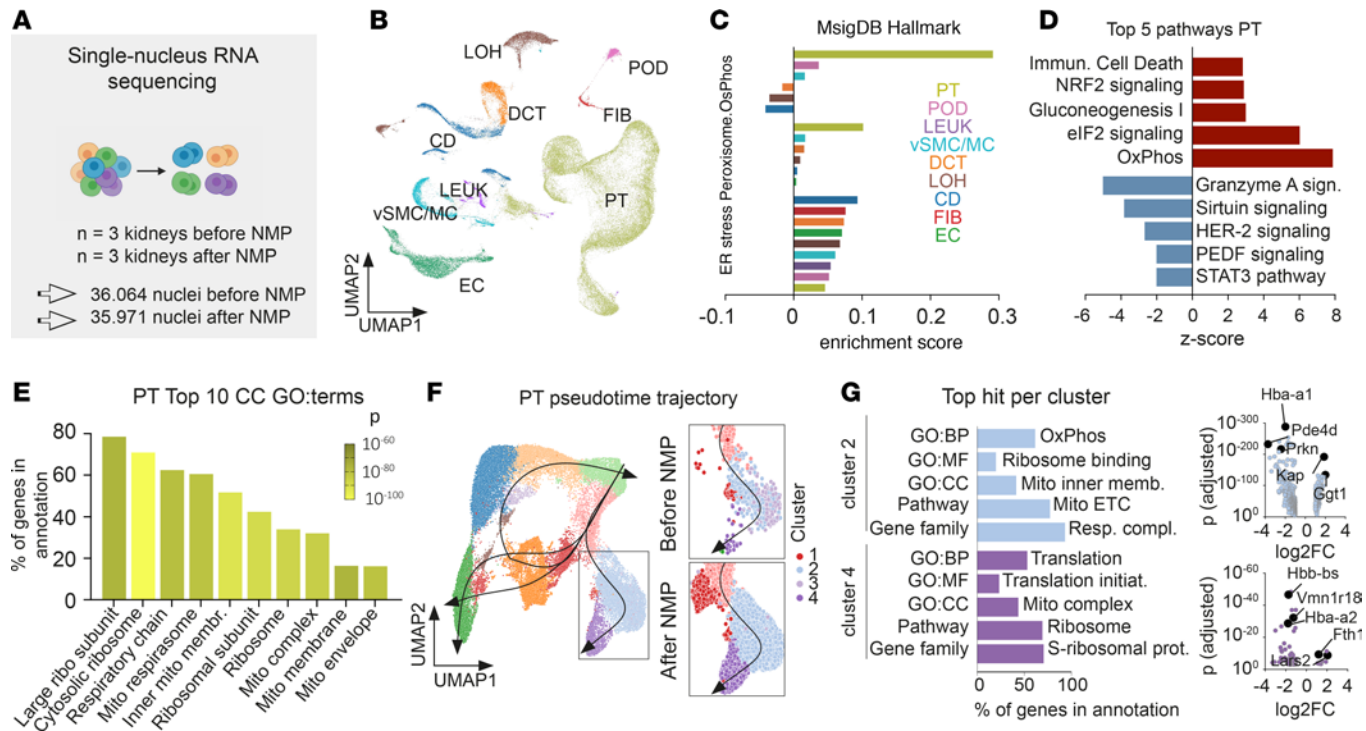 A
Single-nucleus RNA
sequencing
n = 3 kidneys before NMP
n = 3 kidneys after NMP
36.064 nuclei before NMP
35.971 nuclei after NMP
B
LOH
POD
DCT
FIB
CD
LEUK
PT
vSMC/MC
EC
UMAP2
UMAP1
C
MsigDB Hallmark
ER stress Peroxisome.OsPhos
PT
POD
LEUK
vSMC/MC
DCT
LOH
CD
FIB
EC
-0.1 0 0.1 0.2 0.3
enrichment score
D
Top 5 pathways PT
Immun. Cell Death
NRF2 signaling
Gluconeogenesis I
eIF2 signaling
OxPhos
Granzyme A sign.
Sirtuin signaling
HER-2 signaling
PEDF signaling
STAT3 pathway
-6 -4 -2 0 2 4 6 8
z-score
E
PT Top 10 CC GO:terms
% of genes in
annotation
80
60
40
20
0
p
10-60
10-80
10-100
Large ribo subunit
Cytosolic ribosome
Respiratory chain
Mito respirasome
Inner mito membr.
Ribosomal subunit
Ribosome
Mito complex
Mito membrane
Mito envelope
F
PT pseudotime trajectory
UMAP2
UMAP1
Before NMP
After NMP
Cluster
1
2
3
4
G
Top hit per cluster
cluster 2
GO:BP OxPhos
GO:MF Ribosome binding
GO:CC Mito inner memb.
Pathway Mito ETC
Gene family Resp. compl.
cluster 4
GO:BP Translation
GO:MF Translation initiat.
GO:CC Mito complex
Pathway Ribosome
Gene family S-ribosomal prot.
0 50 100
% of genes in annotation
p (adjusted)
10-300
10-200
10-100
100
Hba-a1
Pde4d
Prkn
Kap
Ggt1
-4 -2 0 2 4
log2FC
p (adjusted)
10-60
10-40
10-20
100
Hbb-bs
Vmn1r18
Hba-a2
Fth1
Lars2
-4 -2 0 2 4
log2FC